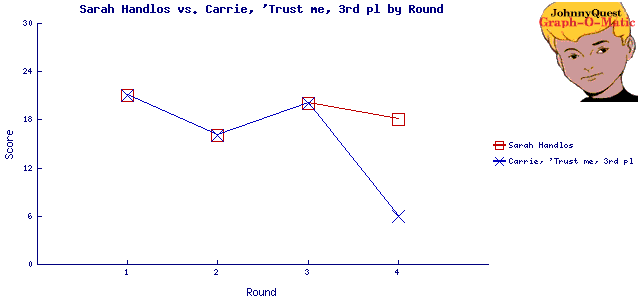 Sarah Handlos vs. Carrie, 'Trust me, 3rd pl by Round
JohnnyQuest
Graph-O-Matic
30
24
18
12
6
0
Score
1 2 3 4
Round
Sarah Handlos
Carrie, 'Trust me, 3rd pl